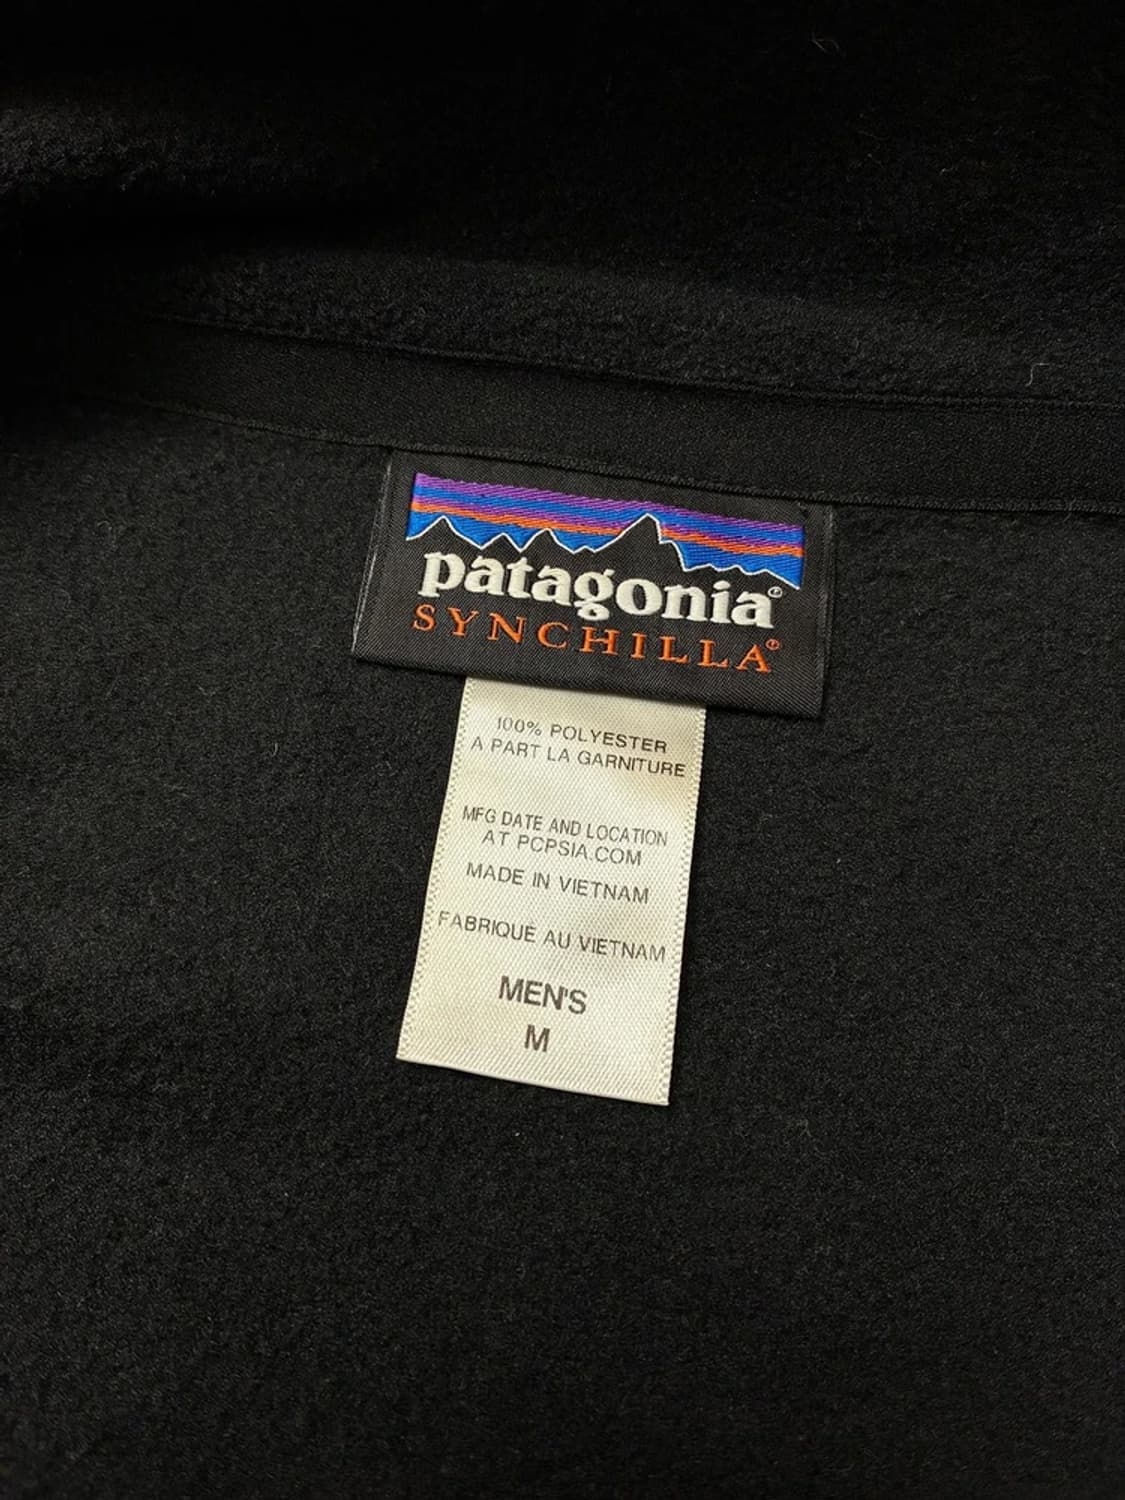 patagonia®
SYNCHILLA®
100% POLYESTER
A PART LA GARNITURE
MFG DATE AND LOCATION
AT PCPSIA.COM
MADE IN VIETNAM
FABRIQUÉ AU VIETNAM
MEN'S
M